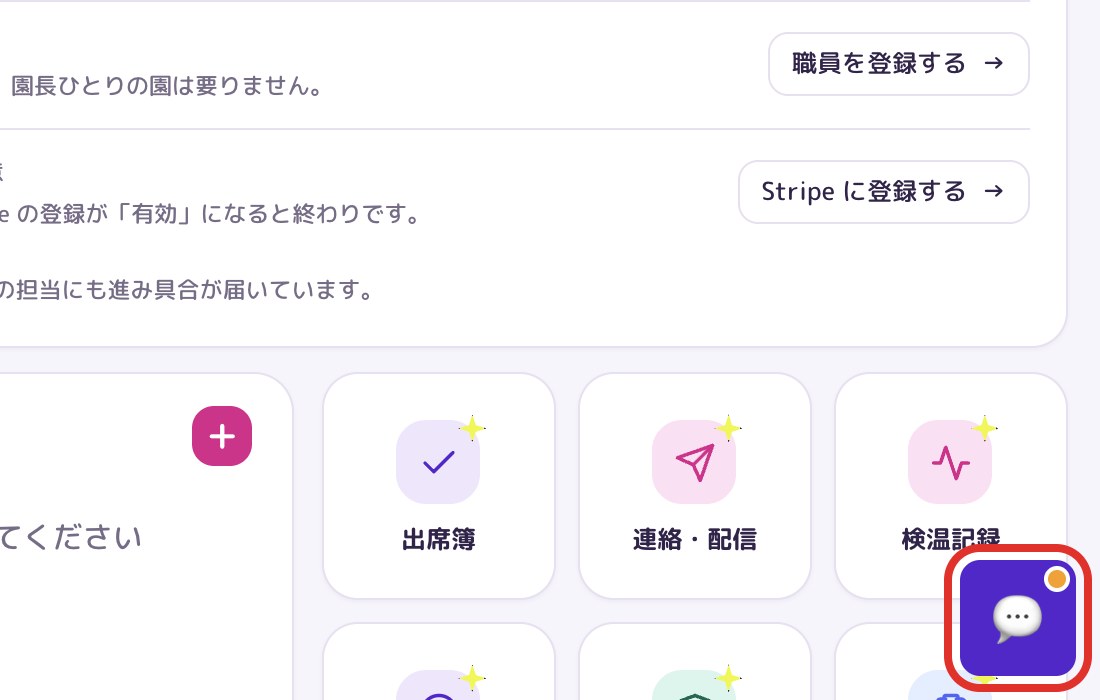 園長ひとりの園は要りません。
職員を登録する →
e の登録が「有効」になると終わりです。
Stripe に登録する →
の担当にも進み具合が届いています。
てください
出席簿
連絡・配信
検温記録